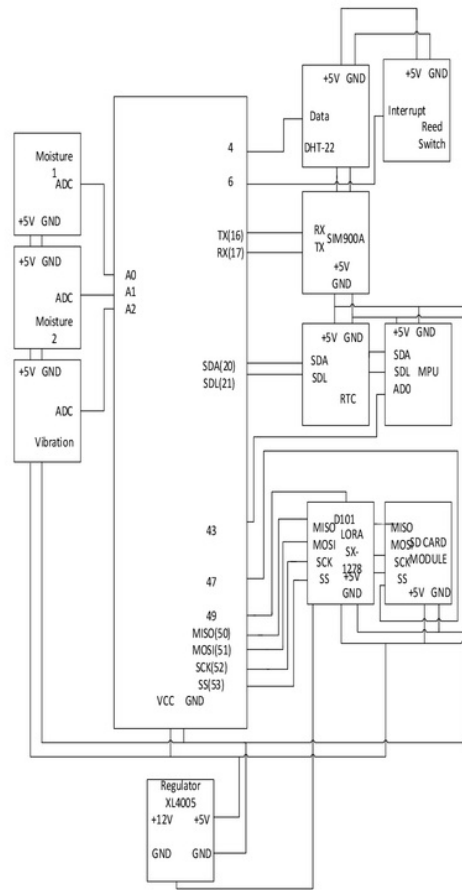 +5V GND
Data
DHT-22
+5V GND
Interrupt
Reed
Switch
Moisture
1
ADC
+5V GND
ADC
Moisture
2
+5V GND
ADC
Vibration
4
6
TX(16)
RX(17)
A0
A1
A2
SDA(20)
SDL(21)
43
47
49
MISO(50)
MOSI(51)
SCK(52)
SS(53)
VCC GND
RX
TX
SIM900A
+5V
GND
+5V GND
SDA
SDL
RTC
+5V GND
SDA
SDL MPU
AD0
D101
MISO LORA
MOSI SX-
SCK 1278
SS +5V
GND
MISO
MOSI SD CARD
SCK MODULE
SS
+5V GND
Regulator
XL4005
+12V +5V
GND GND